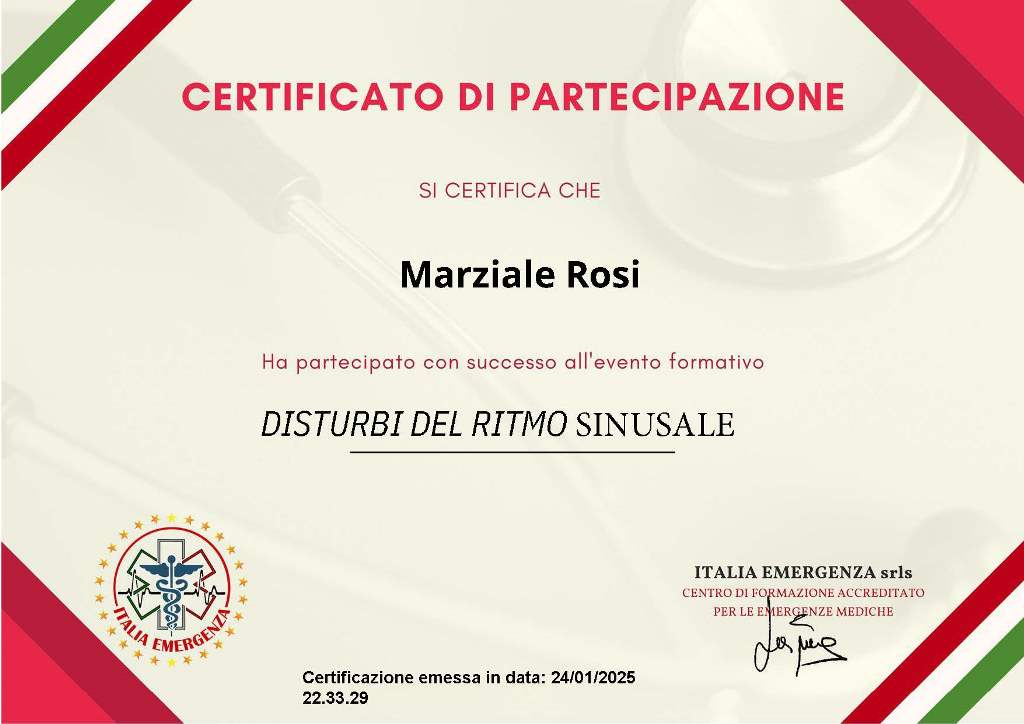 CERTIFICATO DI PARTECIPAZIONE
SI CERTIFICA CHE
Marziale Rosi
Ha partecipato con successo all'evento formativo
DISTURBI DEL RITMO SINUSALE
ITALIA EMERGENZA
ITALIA EMERGENZA srls
CENTRO DI FORMAZIONE ACCREDITATO
PER LE EMERGENZE MEDICHE
Certificazione emessa in data: 24/01/2025
22.33.29